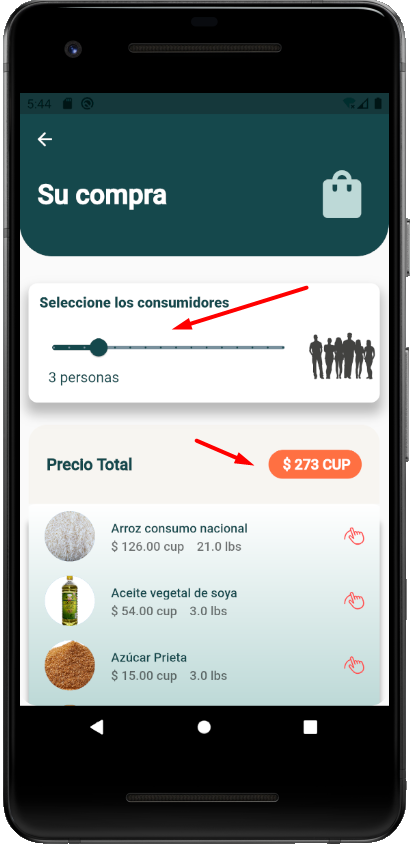 5:44
Su compra
Seleccione los consumidores
3 personas
Precio Total
$ 273 CUP
Arroz consumo nacional
$ 126.00 cup 21.0 lbs
Aceite vegetal de soya
$ 54.00 cup 3.0 lbs
Azúcar Prieta
$ 15.00 cup 3.0 lbs